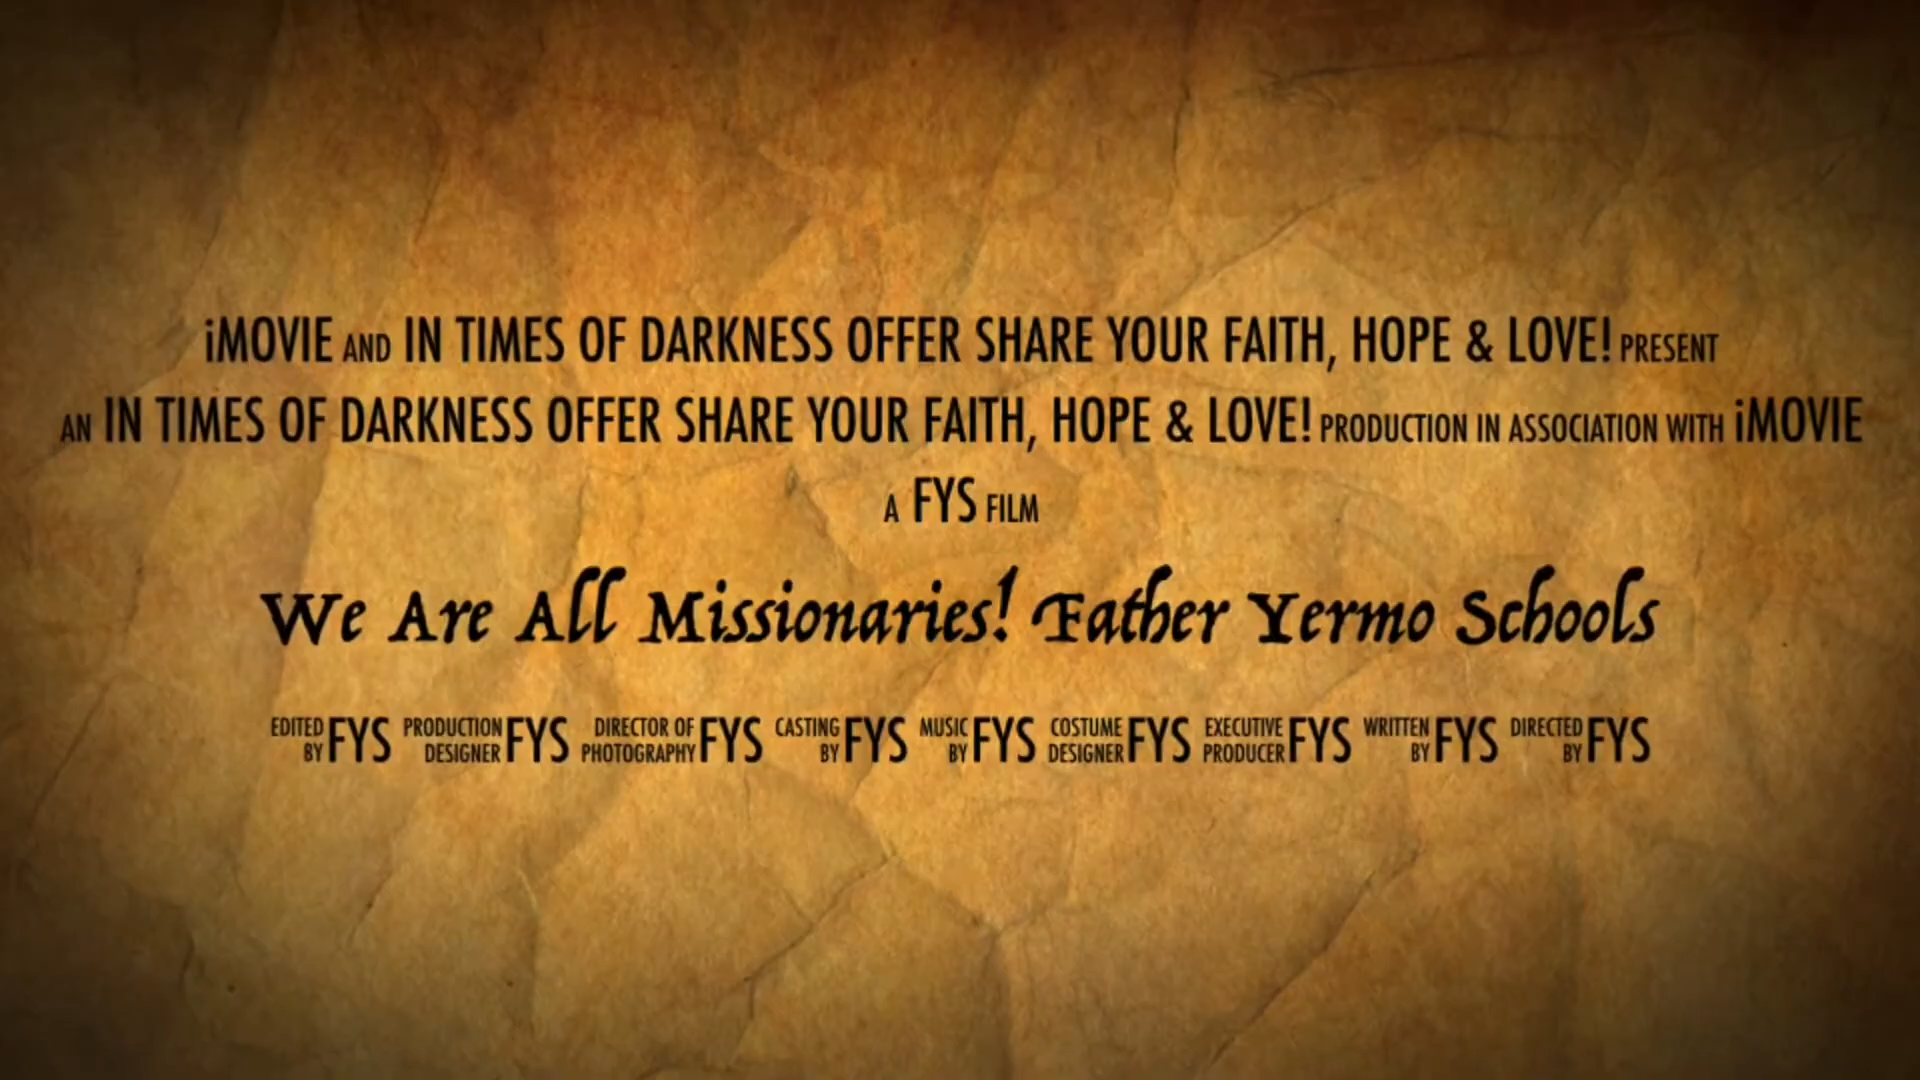 iMOVIE AND IN TIMES OF DARKNESS OFFER SHARE YOUR FAITH, HOPE & LOVE! PRESENT
AN IN TIMES OF DARKNESS OFFER SHARE YOUR FAITH, HOPE & LOVE! PRODUCTION IN ASSOCIATION WITH iMOVIE
A FYS FILM
We Are All Missionaries! Father Yermo Schools
EDITED BY FYS PRODUCTION DESIGNER FYS DIRECTOR OF PHOTOGRAPHY FYS CASTING BY FYS MUSIC BY FYS COSTUME DESIGNER FYS EXECUTIVE PRODUCER FYS WRITTEN BY FYS DIRECTED BY FYS